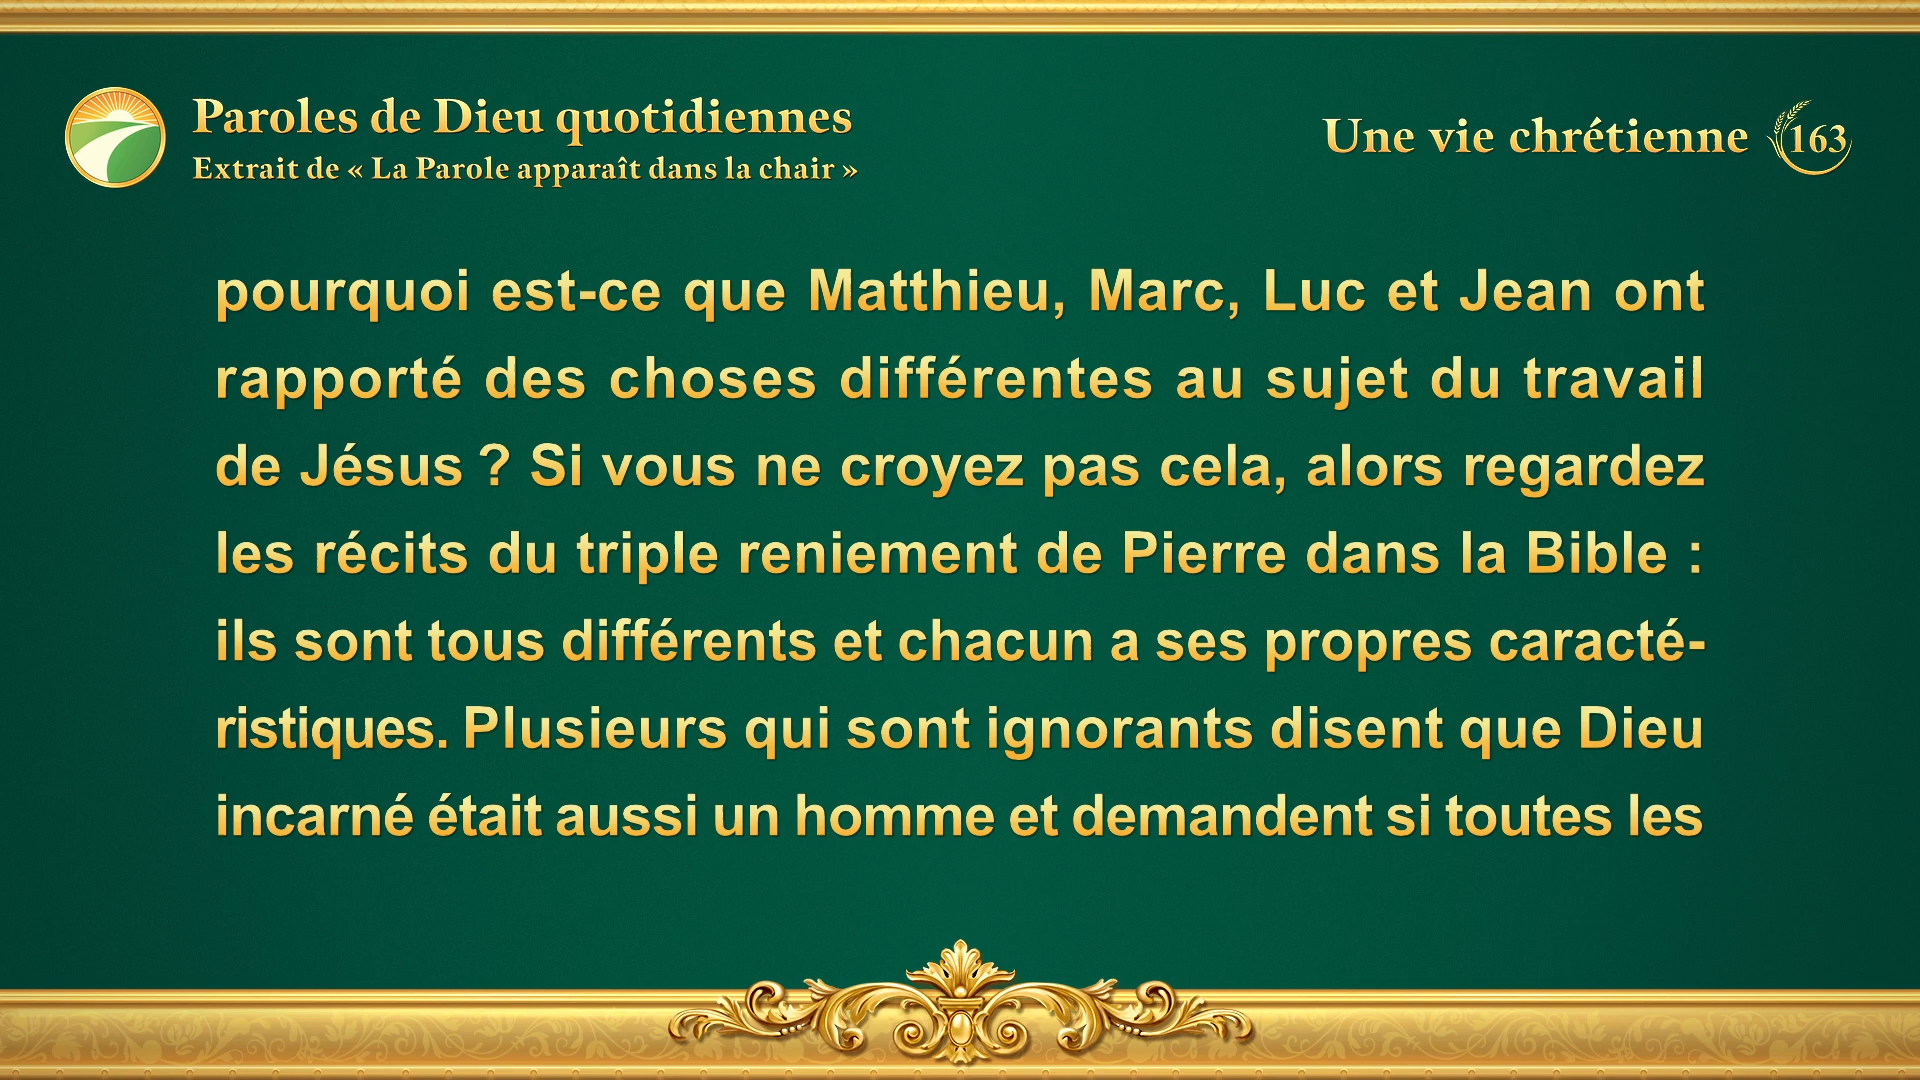 Paroles de Dieu quotidiennes
Extrait de « La Parole apparaît dans la chair »
Une vie chrétienne 163
pourquoi est-ce que Matthieu, Marc, Luc et Jean ont
rapporté des choses différentes au sujet du travail
de Jésus ? Si vous ne croyez pas cela, alors regardez
les récits du triple reniement de Pierre dans la Bible :
ils sont tous différents et chacun a ses propres caracté-
ristiques. Plusieurs qui sont ignorants disent que Dieu
incarné était aussi un homme et demandent si toutes les